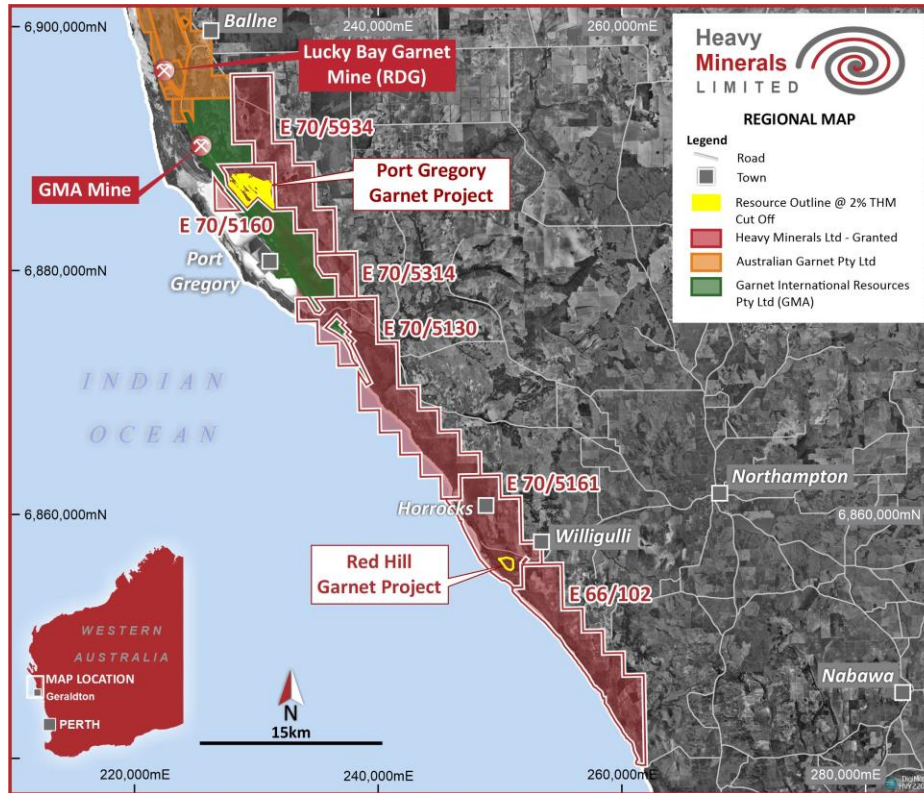 6,900,000mN
Ballne
240,000mE
260,000mE
Lucky Bay Garnet
Mine (RDG)
E 70/5934
GMA Mine
Port Gregory
Garnet Project
E 70/5160
Port
Gregory
6,880,000mN
E 70/5314
E 70/5130
INDIAN
OCEAN
Heavy
Minerals
LIMITED
REGIONAL MAP
Legend
Road
Town
Resource Outline @ 2% THM
Cut Off
Heavy Minerals Ltd - Granted
Australian Garnet Pty Ltd
Garnet International Resources
Pty Ltd (GMA)
Northampton
E 70/5161
Horrocks
6,860,000mN
6,860,000mN
Willigulli
Red Hill
Garnet Project
E 66/102
Nabawa
WESTERN
AUSTRALIA
MAP LOCATION
Geraldton
PERTH
N
15km
220,000mE
240,000mE
260,000mE
280,000mE